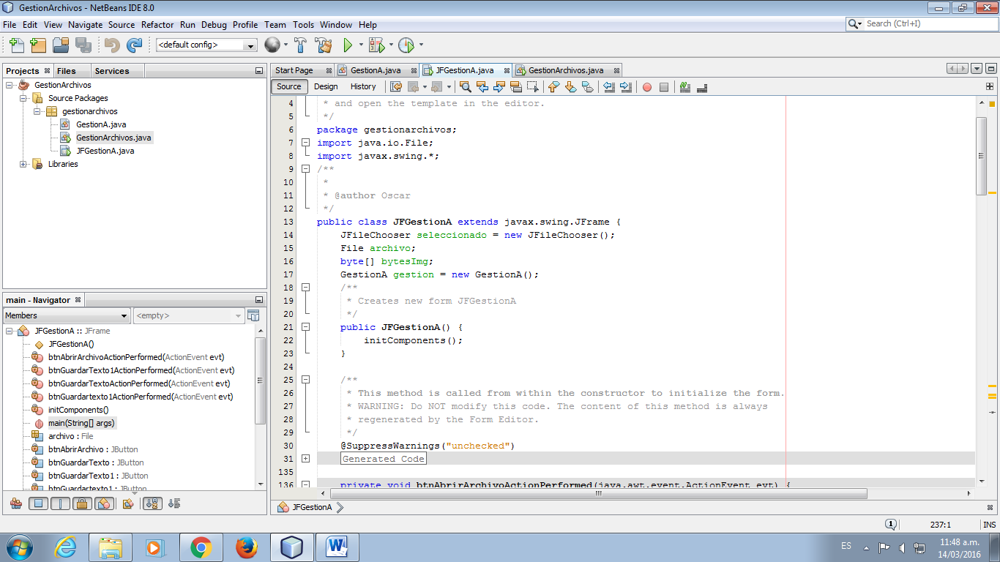 GestionArchivos - NetBeans IDE 8.0
File Edit View Navigate Source Refactor Run Debug Profile Team Tools Window Help
Search (Ctrl+I)
<default config>
Projects Files Services
GestionArchivos
Source Packages
gestionarchivos
GestionA.java
GestionArchivos.java
JFGestionA.java
Libraries
main - Navigator
Members <empty>
JFGestionA :: JFrame
JFGestionA()
btnAbrirArchivoActionPerformed(ActionEvent evt)
btnGuardarTexto1ActionPerformed(ActionEvent evt)
btnGuardarTextoActionPerformed(ActionEvent evt)
btnGuardartexto1ActionPerformed(ActionEvent evt)
initComponents()
main(String[] args)
archivo : File
btnAbrirArchivo : JButton
btnGuardarTexto : JButton
btnGuardarTexto1 : JButton
btnGuardartexto1 : JButton
Start Page GestionA.java JFGestionA.java GestionArchivos.java
Source Design History
4 * and open the template in the editor.
5 */
6 package gestionarchivos;
7 import java.io.File;
8 import javax.swing.*;
9 /**
10 *
11 * @author Oscar
12 */
13 public class JFGestionA extends javax.swing.JFrame {
14 JFileChooser seleccionado = new JFileChooser();
15 File archivo;
16 byte[] bytesImg;
17 GestionA gestion = new GestionA();
18 /**
19 * Creates new form JFGestionA
20 */
21 public JFGestionA() {
22 initComponents();
23 }
24
25 /**
26 * This method is called from within the constructor to initialize the form.
27 * WARNING: Do NOT modify this code. The content of this method is always
28 * regenerated by the Form Editor.
29 */
30 @SuppressWarnings("unchecked")
31 Generated Code
135
136 private void btnAbrirArchivoActionPerformed(java.awt.event.ActionEvent evt) {
JFGestionA
1 237:1 INS
ES
11:48 a.m.
14/03/2016